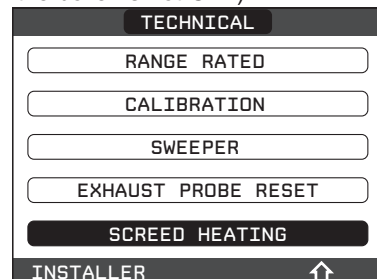 TECHNICAL
RANGE RATED
CALIBRATION
SWEEPER
EXHAUST PROBE RESET
SCREED HEATING
INSTALLER